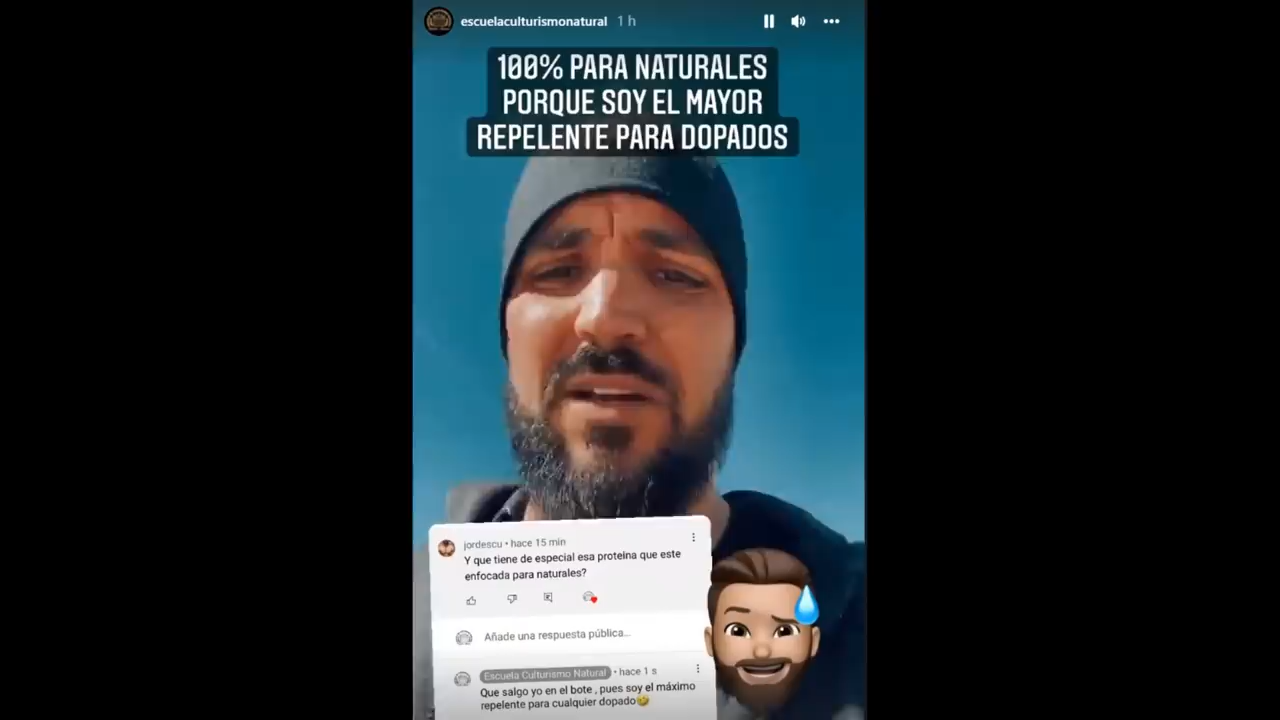 escuelaculturismonatural 1 h
100% PARA NATURALES
PORQUE SOY EL MAYOR
REPELENTE PARA DOPADOS
jordescu • hace 15 min
Y que tiene de especial esa proteina que este
enfocada para naturales?
Añade una respuesta pública...
Escuela Culturismo Natural • hace 1 s
Que salgo yo en el bote , pues soy el máximo
repelente para cualquier dopado🤣